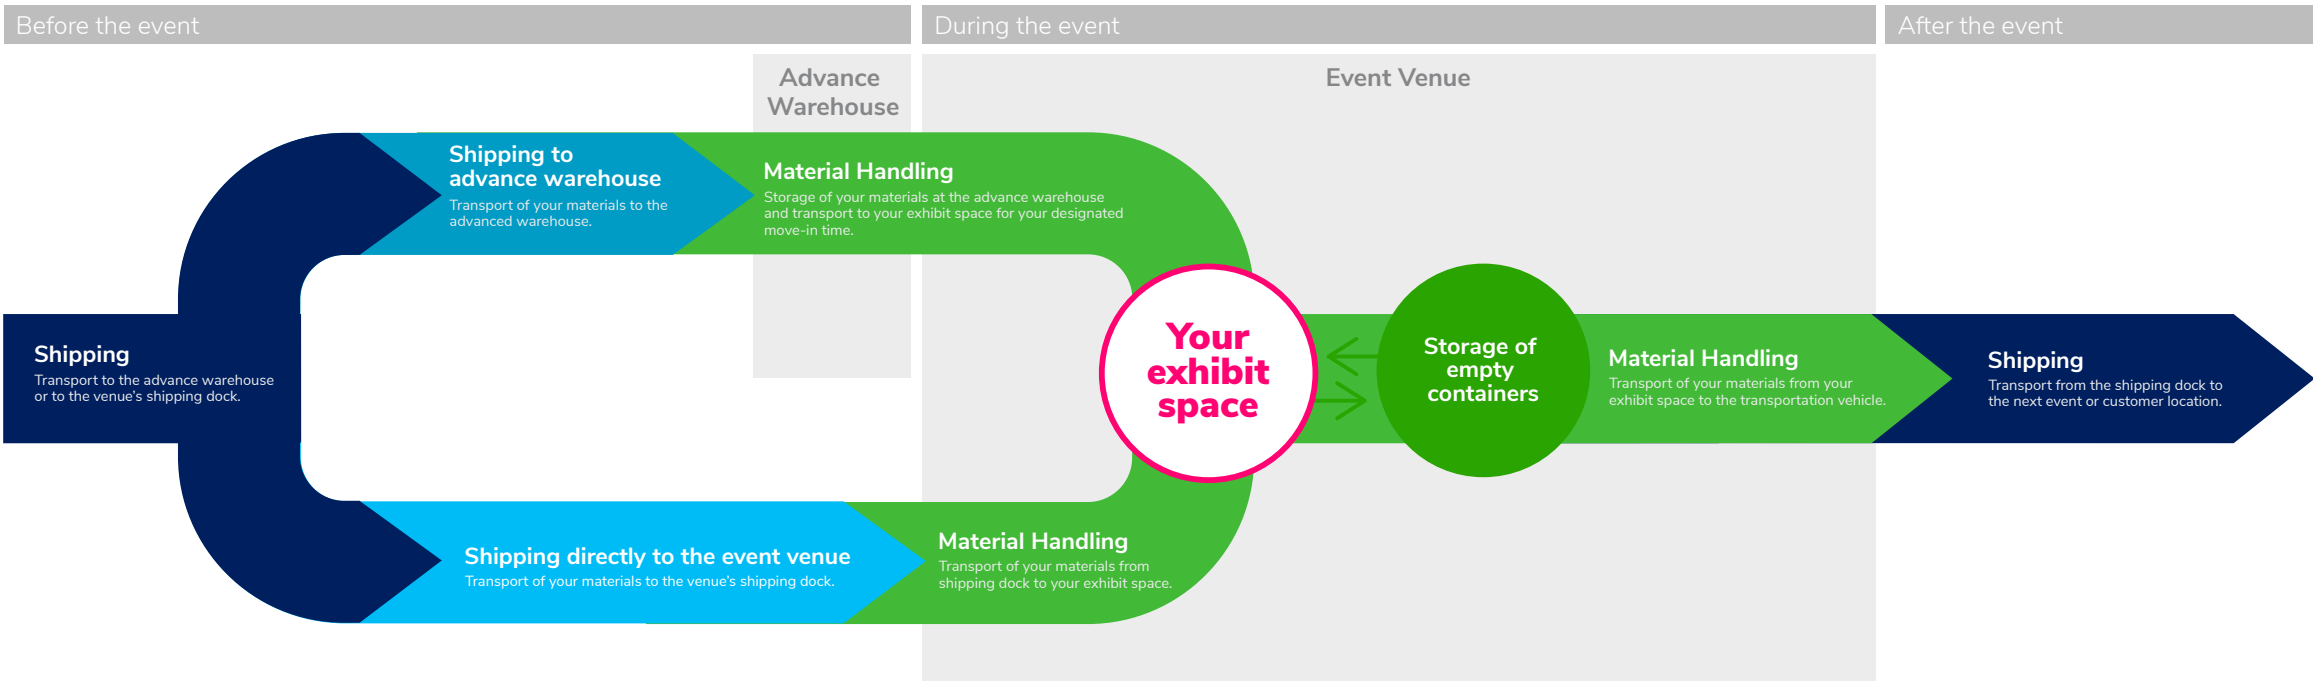 Before the event
During the event
After the event
Advance
Warehouse
Event Venue
Shipping
Transport to the advance warehouse
or to the venue's shipping dock.
Shipping to
advance warehouse
Transport of your materials to the
advanced warehouse.
Material Handling
Storage of your materials at the advance warehouse
and transport to your exhibit space for your designated
move-in time.
Shipping directly to the event venue
Transport of your materials to the venue's shipping dock.
Material Handling
Transport of your materials from
shipping dock to your exhibit space.
Your
exhibit
space
Storage of
empty
containers
Material Handling
Transport of your materials from your
exhibit space to the transportation vehicle.
Shipping
Transport from the shipping dock to
the next event or customer location.